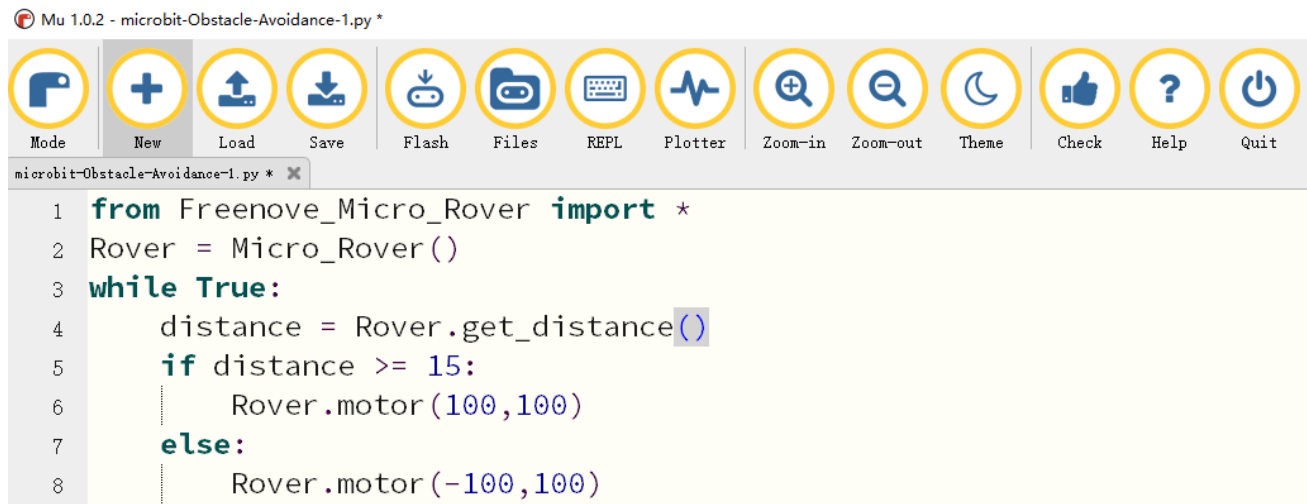 Mu 1.0.2 - microbit-Obstacle-Avoidance-1.py *
Mode New Load Save Flash Files REPL Plotter Zoom-in Zoom-out Theme Check Help Quit
microbit-Obstacle-Avoidance-1.py *
1 from Freenove_Micro_Rover import *
2 Rover = Micro_Rover()
3 while True:
4     distance = Rover.get_distance()
5     if distance >= 15:
6         Rover.motor(100,100)
7     else:
8         Rover.motor(-100,100)